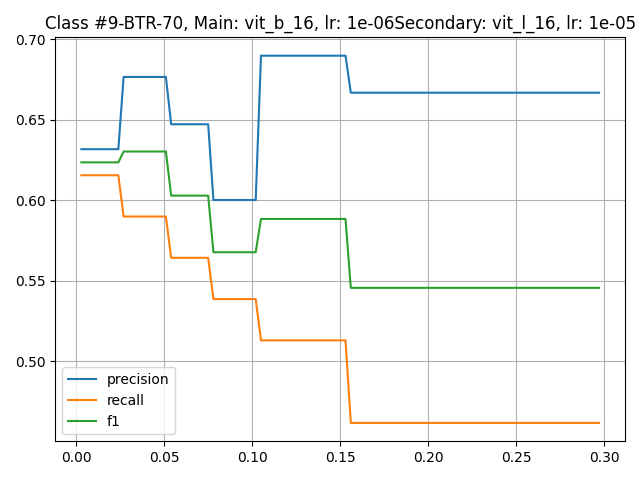 Class #9-BTR-70, Main: vit_b_16, lr: 1e-06Secondary: vit_l_16, lr: 1e-05
0.70
0.65
0.60
0.55
0.50
precision
recall
f1
0.00 0.05 0.10 0.15 0.20 0.25 0.30